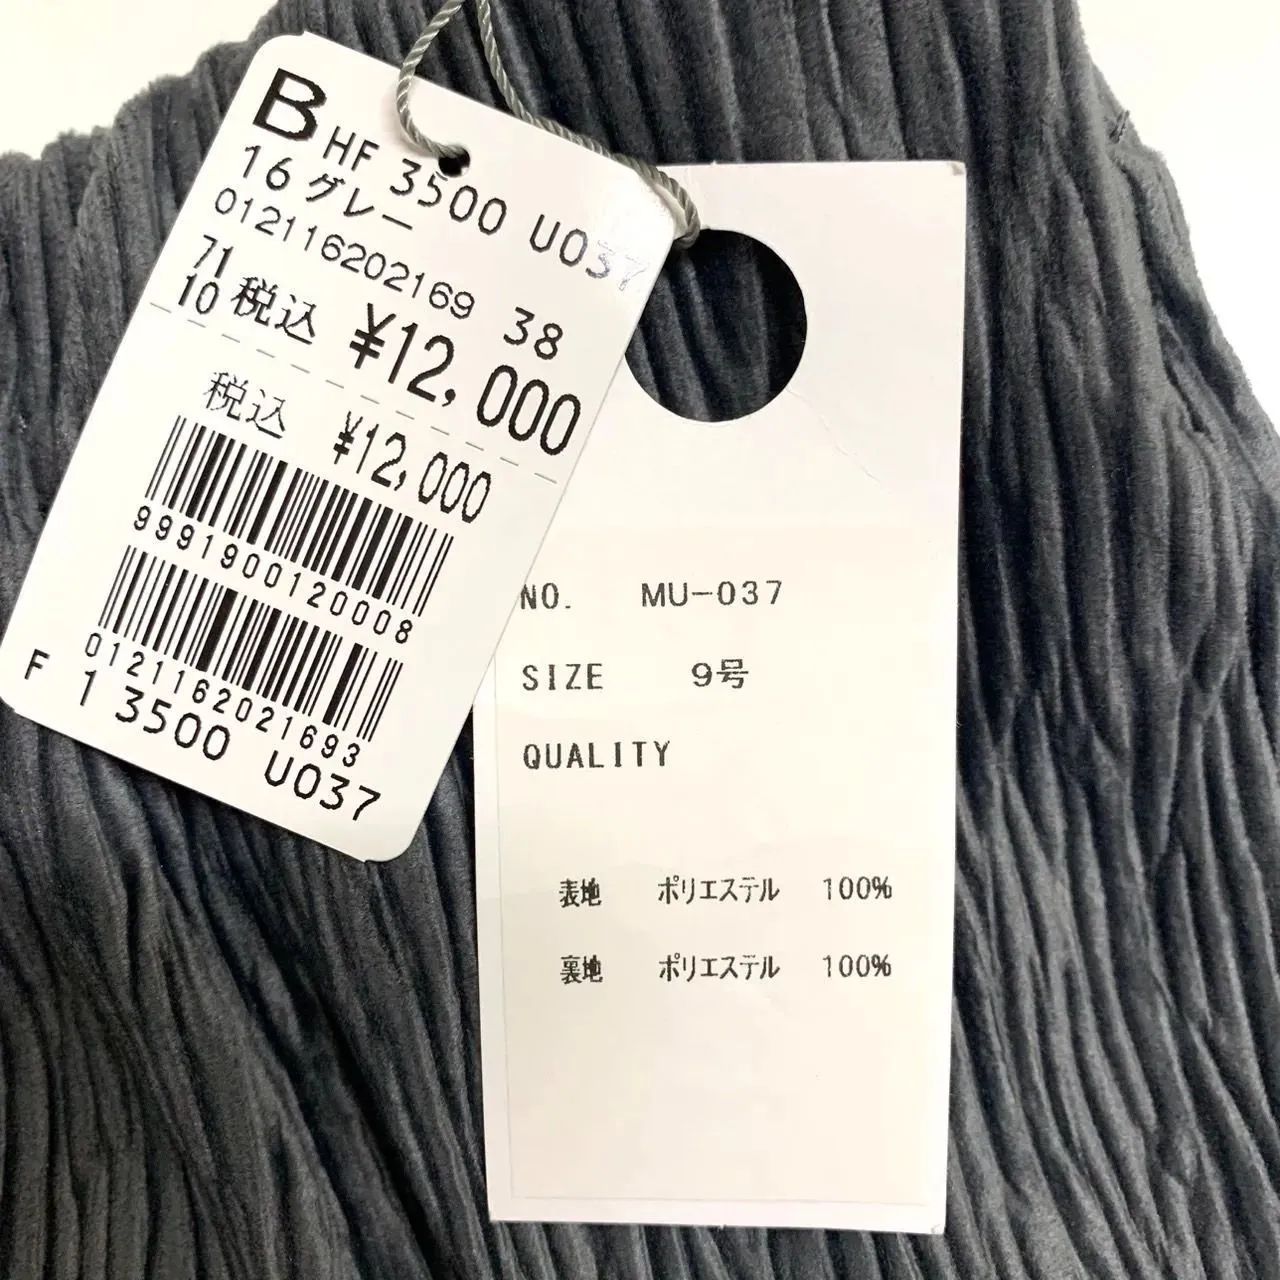 B HF 3500 U037
16 グレー
012116202169 38
71
10 税込 ¥12,000
税込 ¥12,000
9991900120008
0121162021693
F 1 3500 U037
NO. MU-037
SIZE 9号
QUALITY
表地 ポリエステル 100%
裏地 ポリエステル 100%